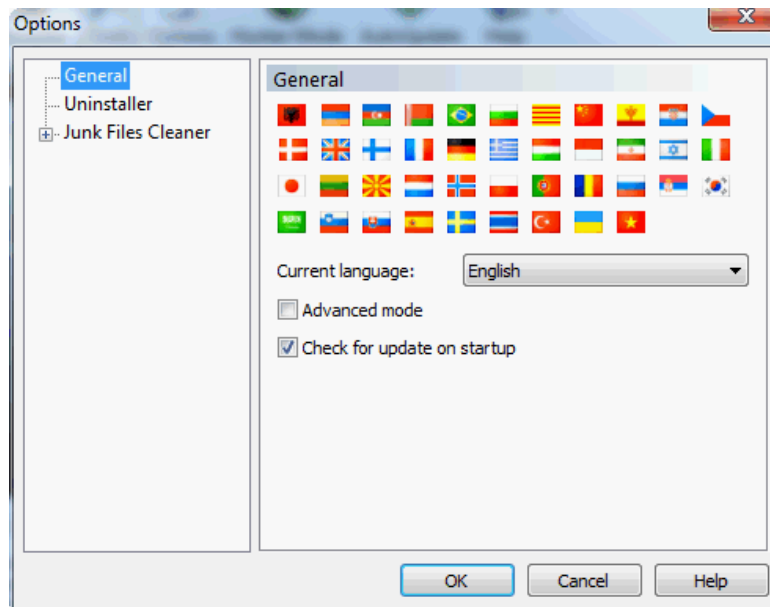 Options
General
Uninstaller
Junk Files Cleaner
General
Current language:
English
Advanced mode
Check for update on startup
OK
Cancel
Help